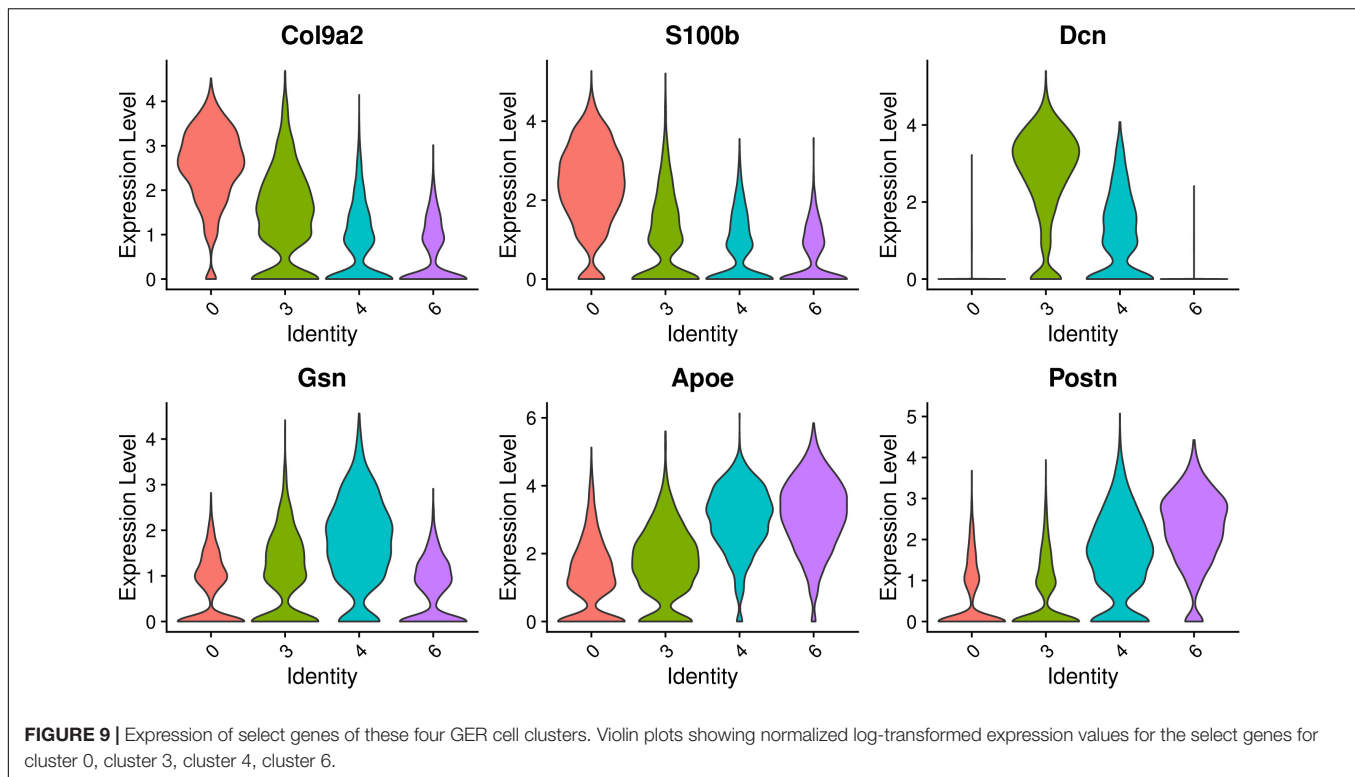 Col9a2
Expression Level
4
3
2
1
0
0 3 4 6
Identity
S100b
Expression Level
4
2
0
0 3 4 6
Identity
Dcn
Expression Level
4
2
0
0 3 4 6
Identity
Gsn
Expression Level
4
3
2
1
0
0 3 4 6
Identity
Apoe
Expression Level
6
4
2
0
0 3 4 6
Identity
Postn
Expression Level
5
4
3
2
1
0
0 3 4 6
Identity
FIGURE 9 | Expression of select genes of these four GER cell clusters. Violin plots showing normalized log-transformed expression values for the select genes for
cluster 0, cluster 3, cluster 4, cluster 6.